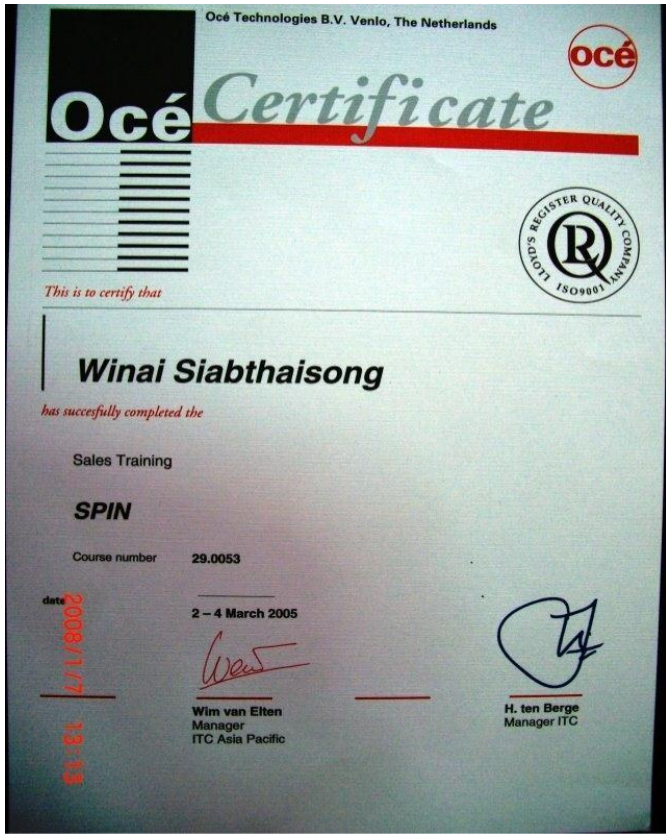 Océ Technologies B.V. Venlo, The Netherlands
océ
Océ Certificate
LLOYD'S REGISTER QUALITY COMPANY
R
ISO9001
This is to certify that
Winai Siabthaisong
has succesfully completed the
Sales Training
SPIN
Course number 29.0053
date
2 – 4 March 2005
Wim van Elten
Manager
ITC Asia Pacific
H. ten Berge
Manager ITC
2008/1/7 13:13